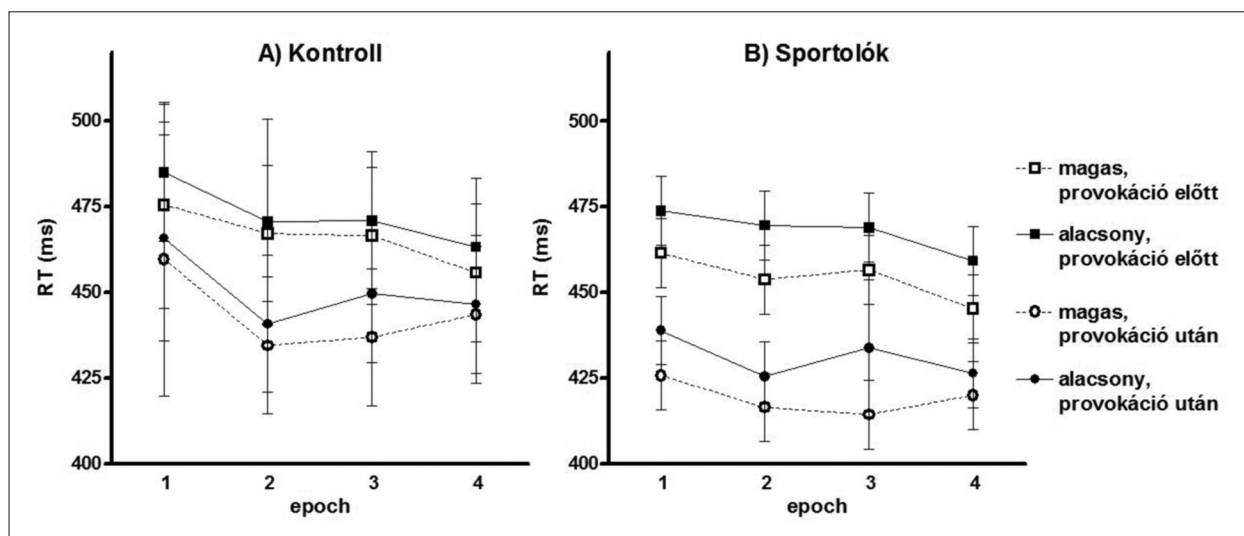 A) Kontroll
RT (ms)
500
475
450
425
400
1 2 3 4
epoch
B) Sportolók
RT (ms)
500
475
450
425
400
1 2 3 4
epoch
magas,
provokáció előtt
alacsony,
provokáció előtt
magas,
provokáció után
alacsony,
provokáció után